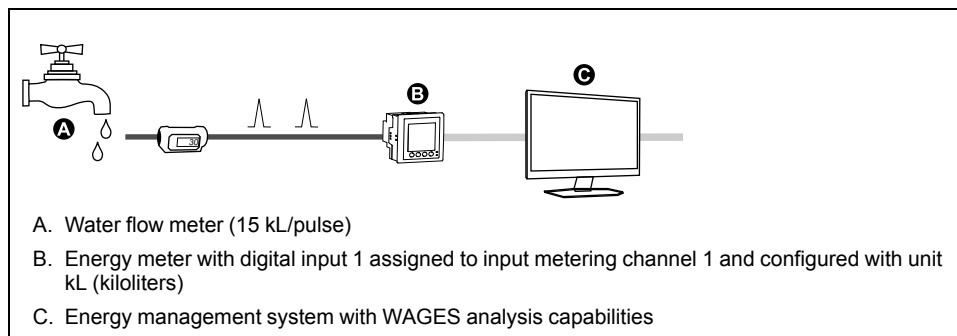 C
B
A
30
A. Water flow meter (15 kL/pulse)
B. Energy meter with digital input 1 assigned to input metering channel 1 and configured with unit
kL (kiloliters)
C. Energy management system with WAGES analysis capabilities